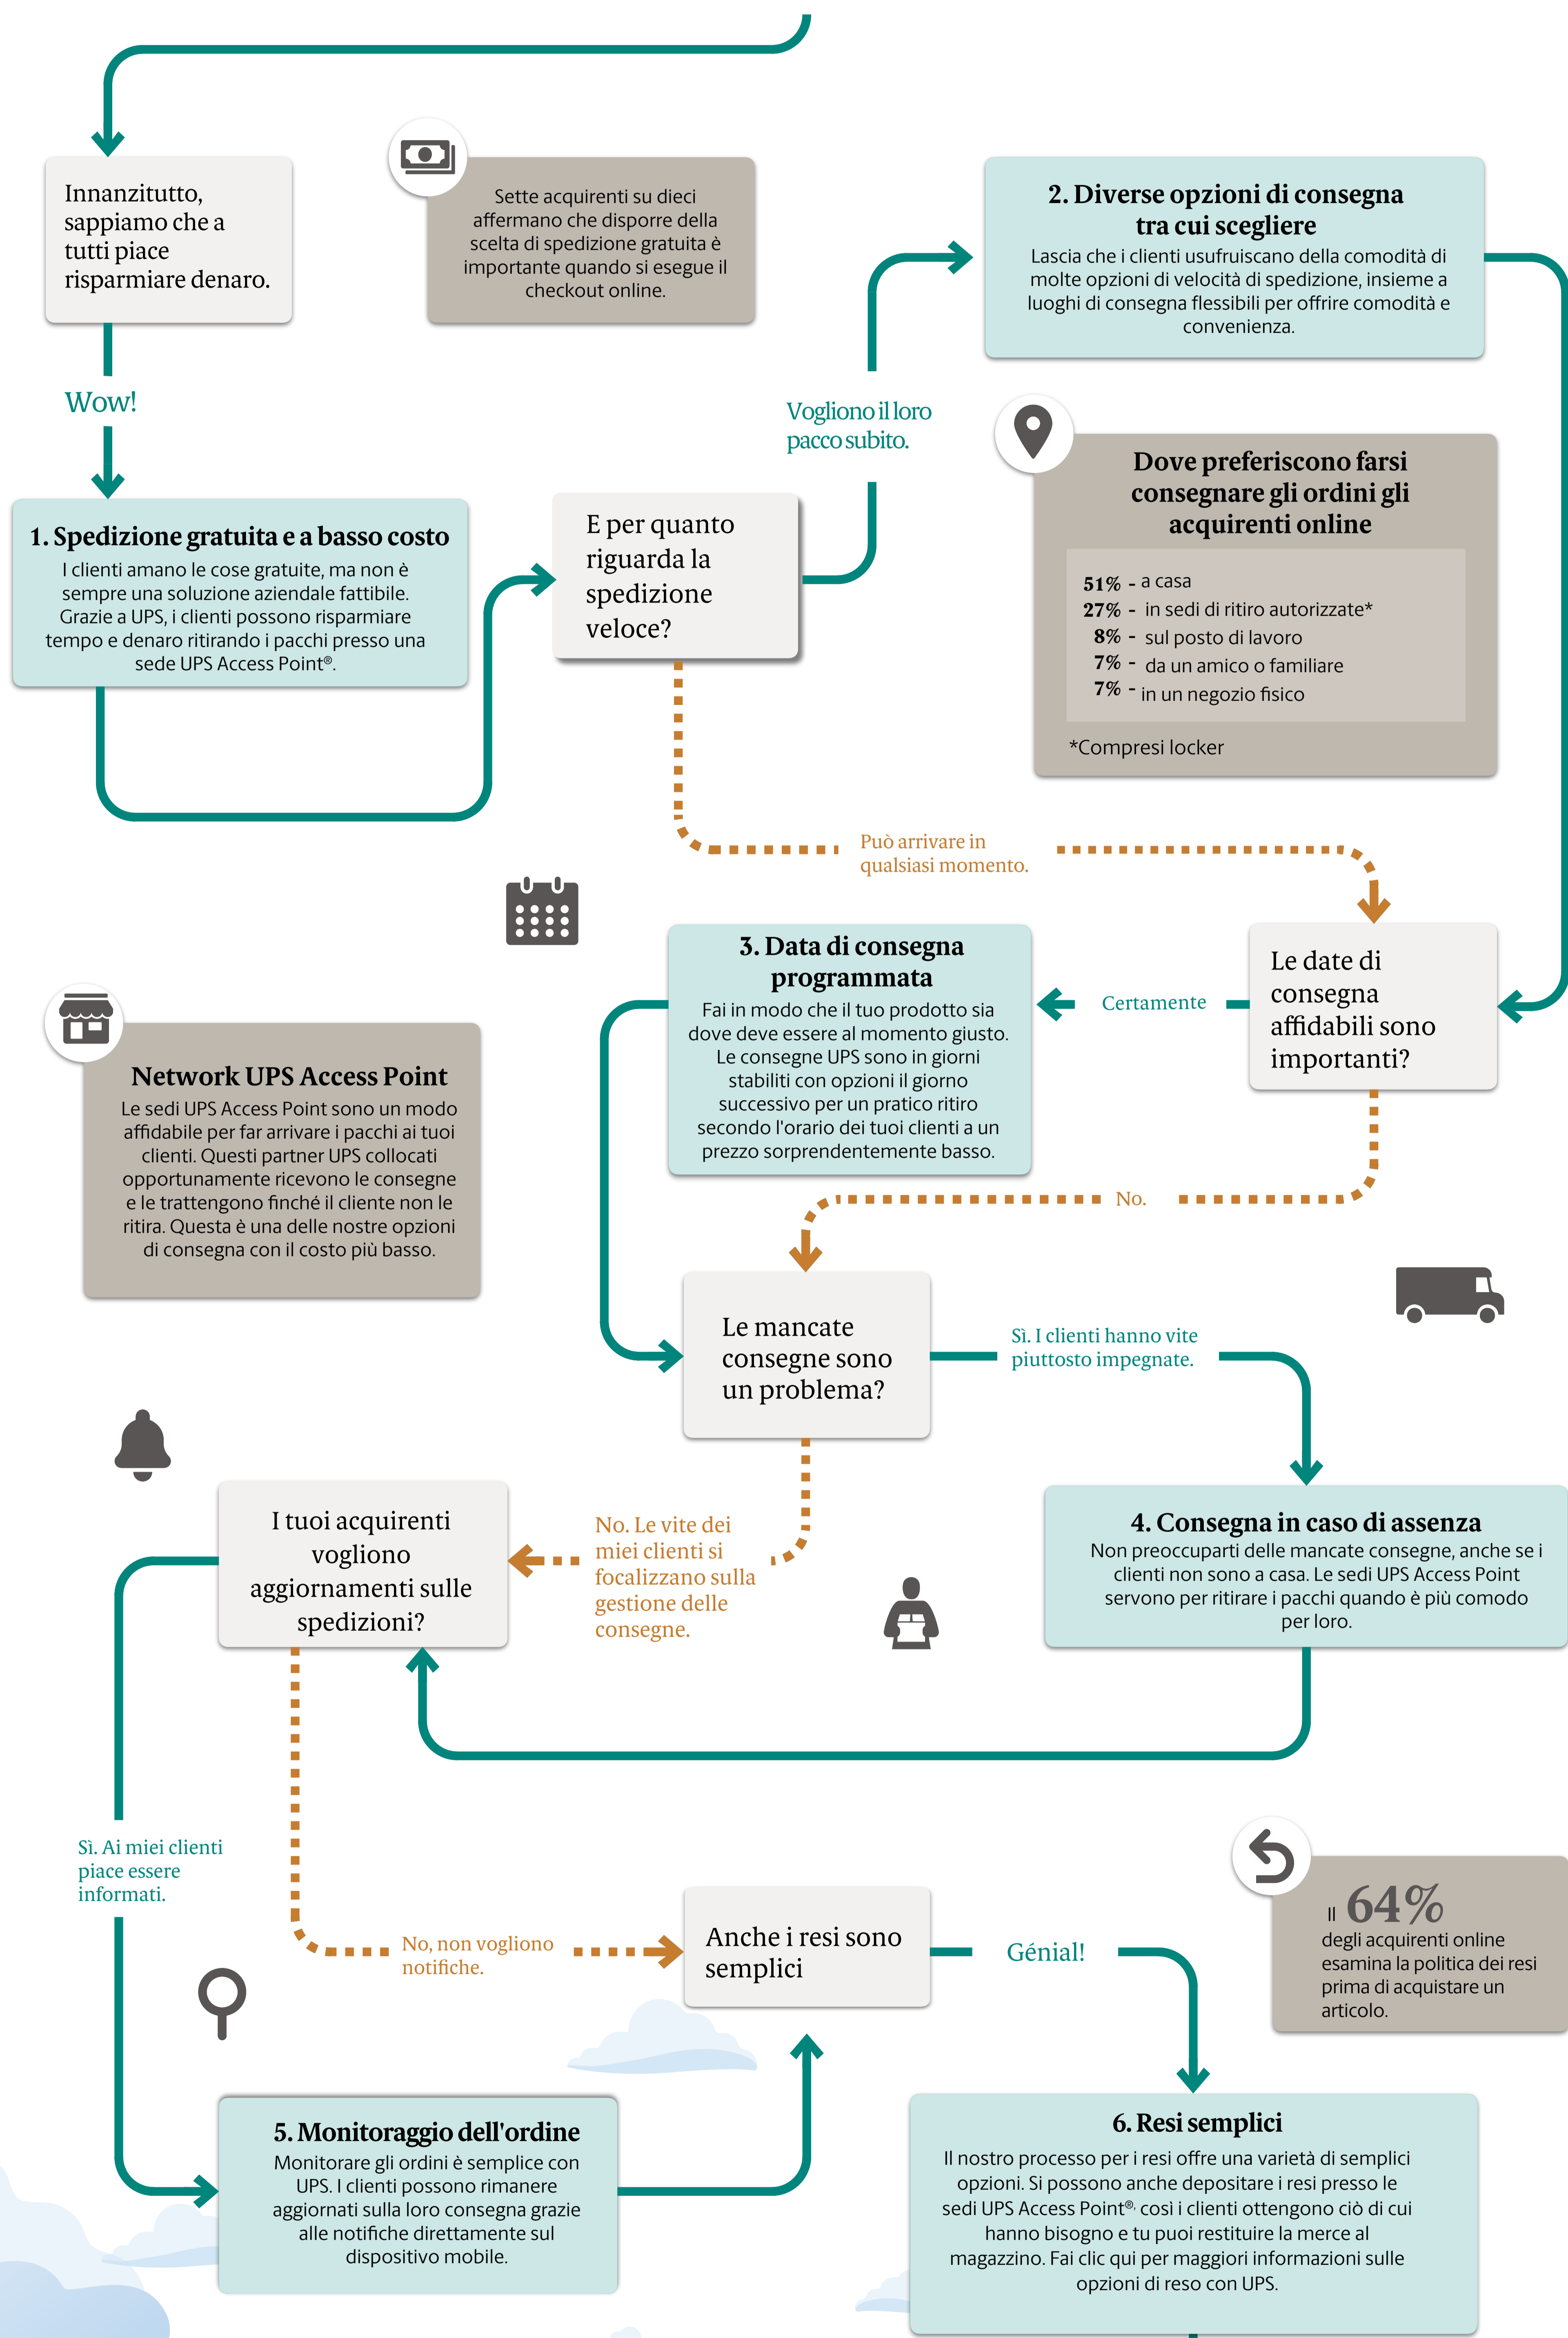 Innanzitutto,
sappiamo che a
tutti piace
risparmiare denaro.
Sette acquirenti su dieci
affermano che disporre della
scelta di spedizione gratuita è
importante quando si esegue il
checkout online.
2. Diverse opzioni di consegna
tra cui scegliere
Lascia che i clienti usufruiscano della comodità di
molte opzioni di velocità di spedizione, insieme a
luoghi di consegna flessibili per offrire comodità e
convenienza.
Wow!
Vogliono il loro
pacco subito.
1. Spedizione gratuita e a basso costo
I clienti amano le cose gratuite, ma non è
sempre una soluzione aziendale fattibile.
Grazie a UPS, i clienti possono risparmiare
tempo e denaro ritirando i pacchi presso una
sede UPS Access Point®.
E per quanto
riguarda la
spedizione
veloce?
Dove preferiscono farsi
consegnare gli ordini gli
acquirenti online
51% - a casa
27% - in sedi di ritiro autorizzate*
8% - sul posto di lavoro
7% - da un amico o familiare
7% - in un negozio fisico
*Compresi locker
Può arrivare in
qualsiasi momento.
3. Data di consegna
programmata
Fai in modo che il tuo prodotto sia
dove deve essere al momento giusto.
Le consegne UPS sono in giorni
stabiliti con opzioni il giorno
successivo per un pratico ritiro
secondo l'orario dei tuoi clienti a un
prezzo sorprendentemente basso.
Certamente
Le date di
consegna
affidabili sono
importanti?
Network UPS Access Point
Le sedi UPS Access Point sono un modo
affidabile per far arrivare i pacchi ai tuoi
clienti. Questi partner UPS collocati
opportunamente ricevono le consegne
e le trattengono finché il cliente non le
ritira. Questa è una delle nostre opzioni
di consegna con il costo più basso.
No.
Le mancate
consegne sono
un problema?
Sì. I clienti hanno vite
piuttosto impegnate.
I tuoi acquirenti
vogliono
aggiornamenti sulle
spedizioni?
No. Le vite dei
miei clienti si
focalizzano sulla
gestione delle
consegne.
4. Consegna in caso di assenza
Non preoccuparti delle mancate consegne, anche se i
clienti non sono a casa. Le sedi UPS Access Point
servono per ritirare i pacchi quando è più comodo
per loro.
Sì. Ai miei clienti
piace essere
informati.
No, non vogliono
notifiche.
Anche i resi sono
semplici
Génial!
Il 64%
degli acquirenti online
esamina la politica dei resi
prima di acquistare un
articolo.
5. Monitoraggio dell'ordine
Monitorare gli ordini è semplice con
UPS. I clienti possono rimanere
aggiornati sulla loro consegna grazie
alle notifiche direttamente sul
dispositivo mobile.
6. Resi semplici
Il nostro processo per i resi offre una varietà di semplici
opzioni. Si possono anche depositare i resi presso le
sedi UPS Access Point®, così i clienti ottengono ciò di cui
hanno bisogno e tu puoi restituire la merce al
magazzino. Fai clic qui per maggiori informazioni sulle
opzioni di reso con UPS.